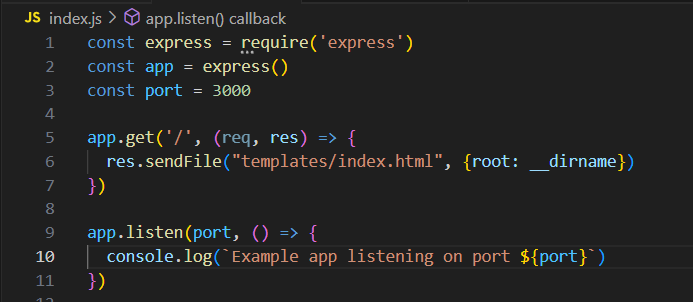 JS index.js > app.listen() callback
1 const express = require('express')
2 const app = express()
3 const port = 3000
4
5 app.get('/', (req, res) => {
6   res.sendFile("templates/index.html", {root: __dirname})
7 })
8
9 app.listen(port, () => {
10   console.log(`Example app listening on port ${port}`)
11 })